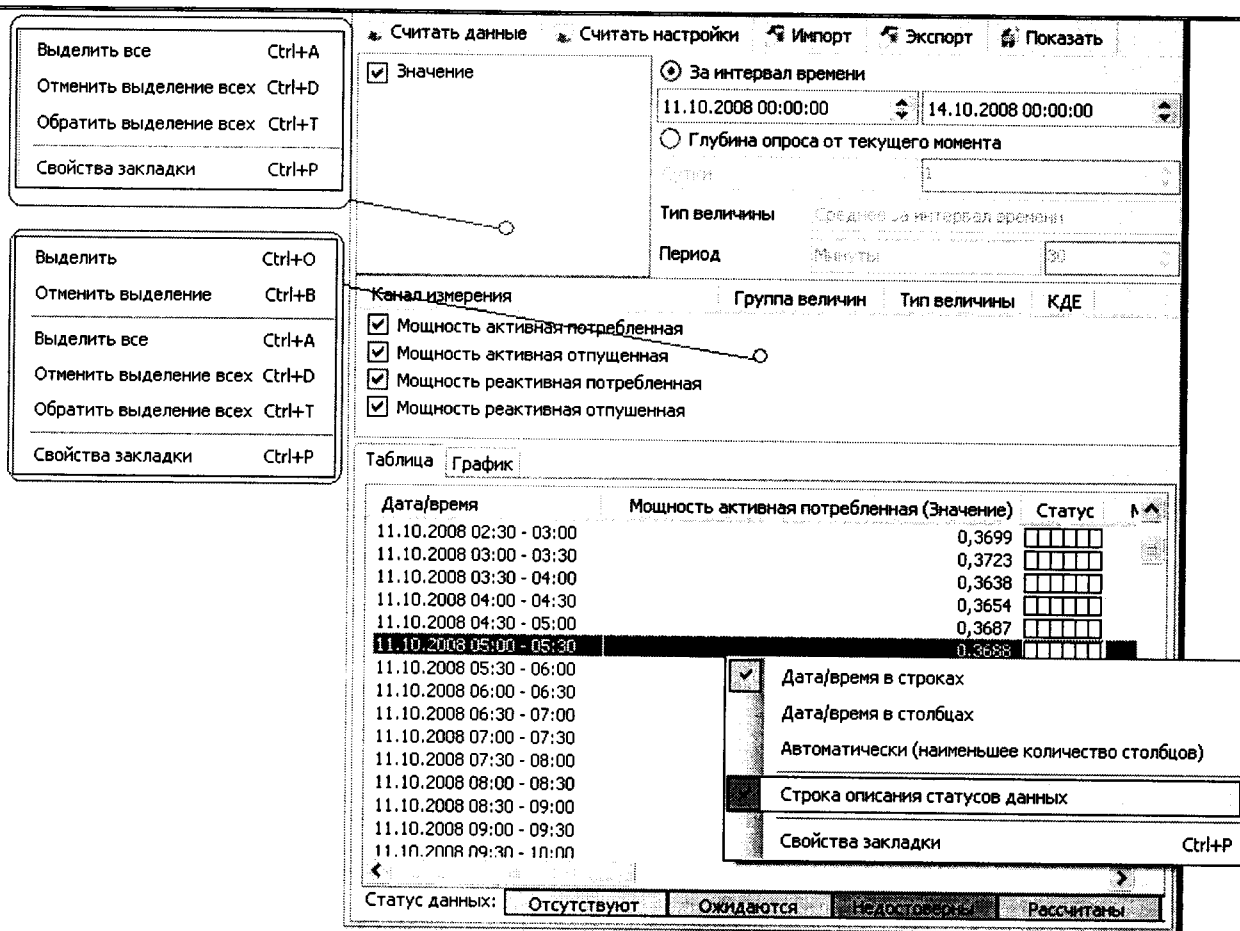 Выделить все Ctrl+A
Отменить выделение всех Ctrl+D
Обратить выделение всех Ctrl+T
Свойства закладки Ctrl+P
Выделить Ctrl+O
Отменить выделение Ctrl+B
Выделить все Ctrl+A
Отменить выделение всех Ctrl+D
Обратить выделение всех Ctrl+T
Свойства закладки Ctrl+P
Считать данные Считать настройки Импорт Экспорт Показать
Значение
За интервал времени
11.10.2008 00:00:00 14.10.2008 00:00:00
Глубина опроса от текущего момента
Сутки 1
Тип величины Среднее за интервал времени
Период Минуты 30
Канал измерения Группа величин Тип величины КДЕ
Мощность активная потребленная
Мощность активная отпущенная
Мощность реактивная потребленная
Мощность реактивная отпушенная
Таблица График
Дата/время Мощность активная потребленная (Значение) Статус
11.10.2008 02:30 - 03:00 0,3699
11.10.2008 03:00 - 03:30 0,3723
11.10.2008 03:30 - 04:00 0,3638
11.10.2008 04:00 - 04:30 0,3654
11.10.2008 04:30 - 05:00 0,3687
11.10.2008 05:00 - 05:30 0,3688
11.10.2008 05:30 - 06:00
11.10.2008 06:00 - 06:30
11.10.2008 06:30 - 07:00
11.10.2008 07:00 - 07:30
11.10.2008 07:30 - 08:00
11.10.2008 08:00 - 08:30
11.10.2008 08:30 - 09:00
11.10.2008 09:00 - 09:30
11.10.2008 09:30 - 10:00
Дата/время в строках
Дата/время в столбцах
Автоматически (наименьшее количество столбцов)
Строка описания статусов данных
Свойства закладки Ctrl+P
Статус данных: Отсутствуют Ожидаются Недостоверны Рассчитаны